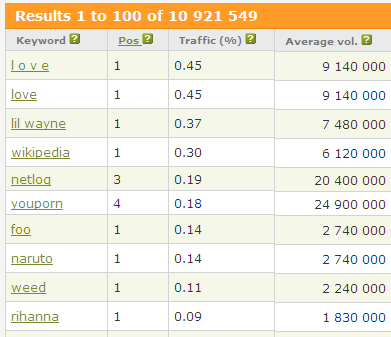 Results 1 to 100 of 10 921 549
Keyword ? Pos ? Traffic (%) ? Average vol. ?
l o v e 1 0.45 9 140 000
love 1 0.45 9 140 000
lil wayne 1 0.37 7 480 000
wikipedia 1 0.30 6 120 000
netlog 3 0.19 20 400 000
youporn 4 0.18 24 900 000
foo 1 0.14 2 740 000
naruto 1 0.14 2 740 000
weed 1 0.11 2 240 000
rihanna 1 0.09 1 830 000